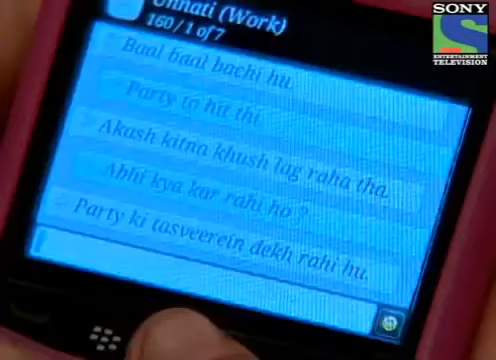 SONY
ENTERTAINMENT
TELEVISION
Unnati (Work)
160 / 1 of 7
Baal baal bachi hu.
Party to hit thi
Akash kitna khush lag raha tha.
Abhi kya kar rahi ho ?
Party ki tasveerein dekh rahi hu.